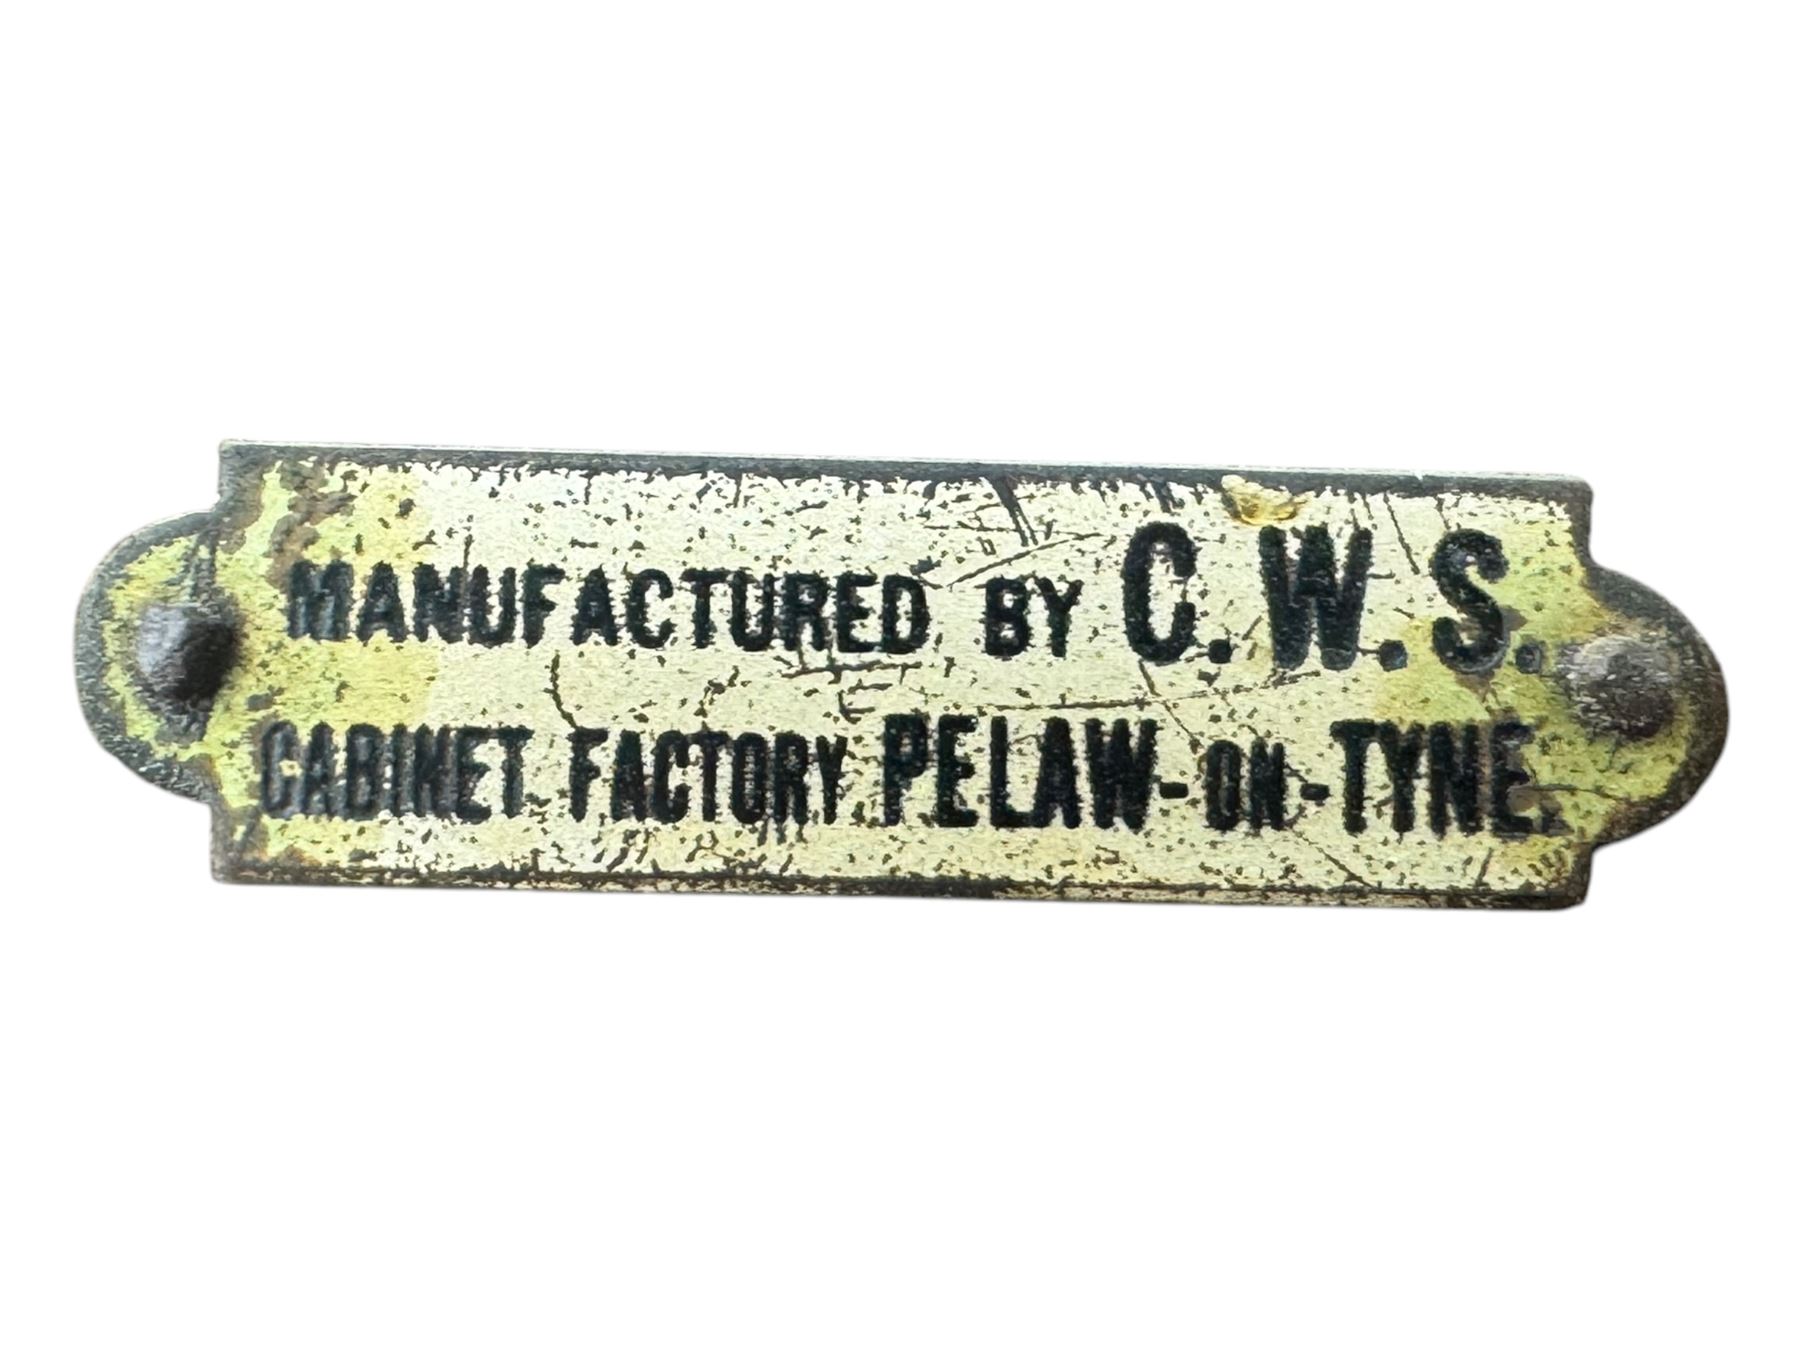 MANUFACTURED BY C.W.S.
CABINET FACTORY PELAW-ON-TYNE.